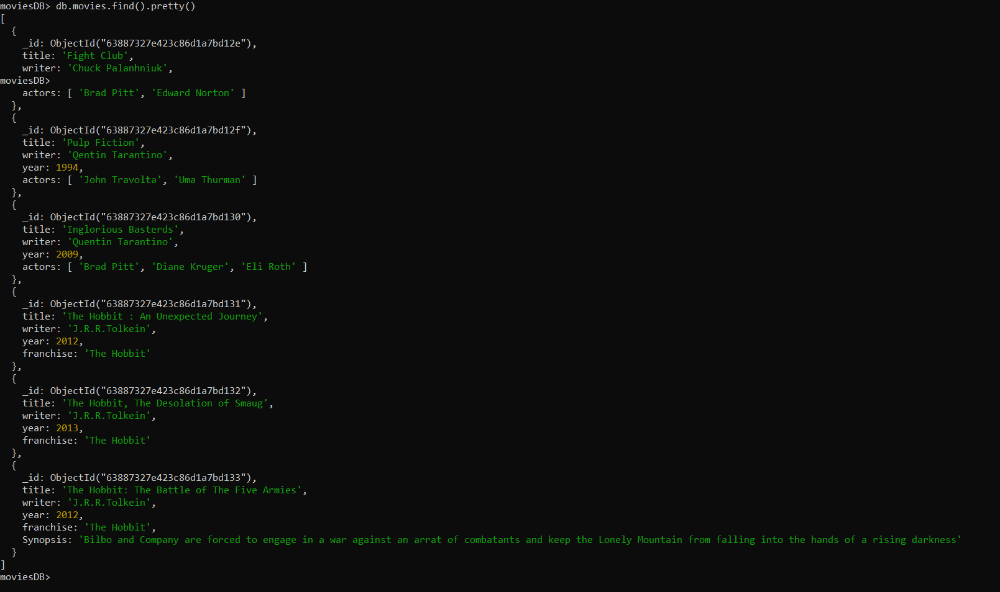 moviesDB> db.movies.find().pretty()
[
  {
    _id: ObjectId("63887327e423c86d1a7bd12e"),
    title: 'Fight Club',
    writer: 'Chuck Palanhniuk',
moviesDB>
    actors: [ 'Brad Pitt', 'Edward Norton' ]
  },
  {
    _id: ObjectId("63887327e423c86d1a7bd12f"),
    title: 'Pulp Fiction',
    writer: 'Qentin Tarantino',
    year: 1994,
    actors: [ 'John Travolta', 'Uma Thurman' ]
  },
  {
    _id: ObjectId("63887327e423c86d1a7bd130"),
    title: 'Inglorious Basterds',
    writer: 'Quentin Tarantino',
    year: 2009,
    actors: [ 'Brad Pitt', 'Diane Kruger', 'Eli Roth' ]
  },
  {
    _id: ObjectId("63887327e423c86d1a7bd131"),
    title: 'The Hobbit : An Unexpected Journey',
    writer: 'J.R.R.Tolkein',
    year: 2012,
    franchise: 'The Hobbit'
  },
  {
    _id: ObjectId("63887327e423c86d1a7bd132"),
    title: 'The Hobbit, The Desolation of Smaug',
    writer: 'J.R.R.Tolkein',
    year: 2013,
    franchise: 'The Hobbit'
  },
  {
    _id: ObjectId("63887327e423c86d1a7bd133"),
    title: 'The Hobbit: The Battle of The Five Armies',
    writer: 'J.R.R.Tolkein',
    year: 2012,
    franchise: 'The Hobbit',
    Synopsis: 'Bilbo and Company are forced to engage in a war against an arrat of combatants and keep the Lonely Mountain from falling into the hands of a rising darkness'
  }
]
moviesDB>